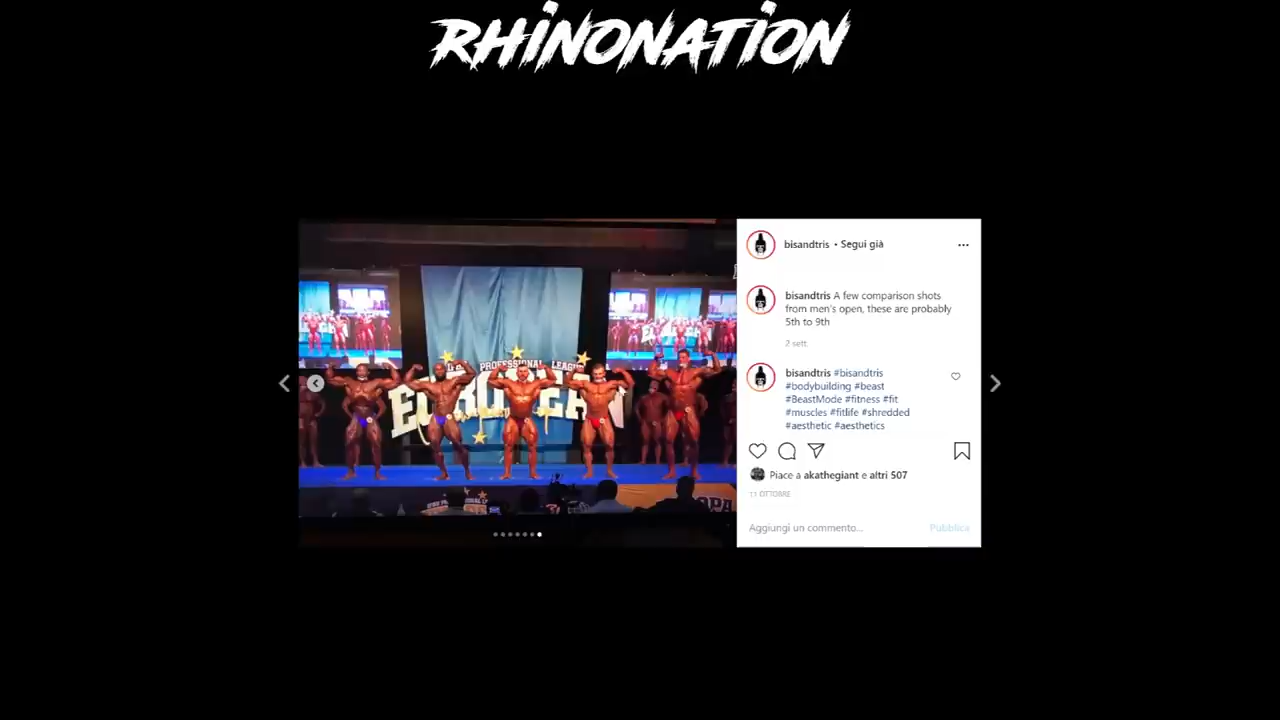 RHINONATION
bisandtris • Segui già
bisandtris A few comparison shots
from men's open, these are probably
5th to 9th
2 sett.
bisandtris #bisandtris
#bodybuilding #beast
#BeastMode #fitness #fit
#muscles #fitlife #shredded
#aesthetic #aesthetics
Piace a akathegiant e altri 507
11 OTTOBRE
Aggiungi un commento...
Pubblica
PROFESSIONAL LEAGUE
EUROPEAN